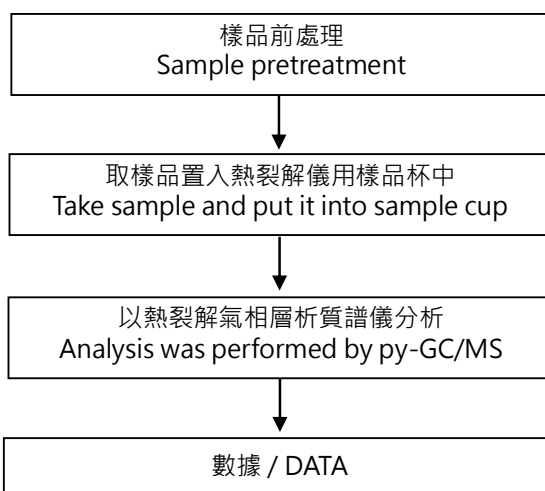 樣品前處理
Sample pretreatment
取樣品置入熱裂解儀用樣品杯中
Take sample and put it into sample cup
以熱裂解氣相層析質譜儀分析
Analysis was performed by py-GC/MS
數據 / DATA